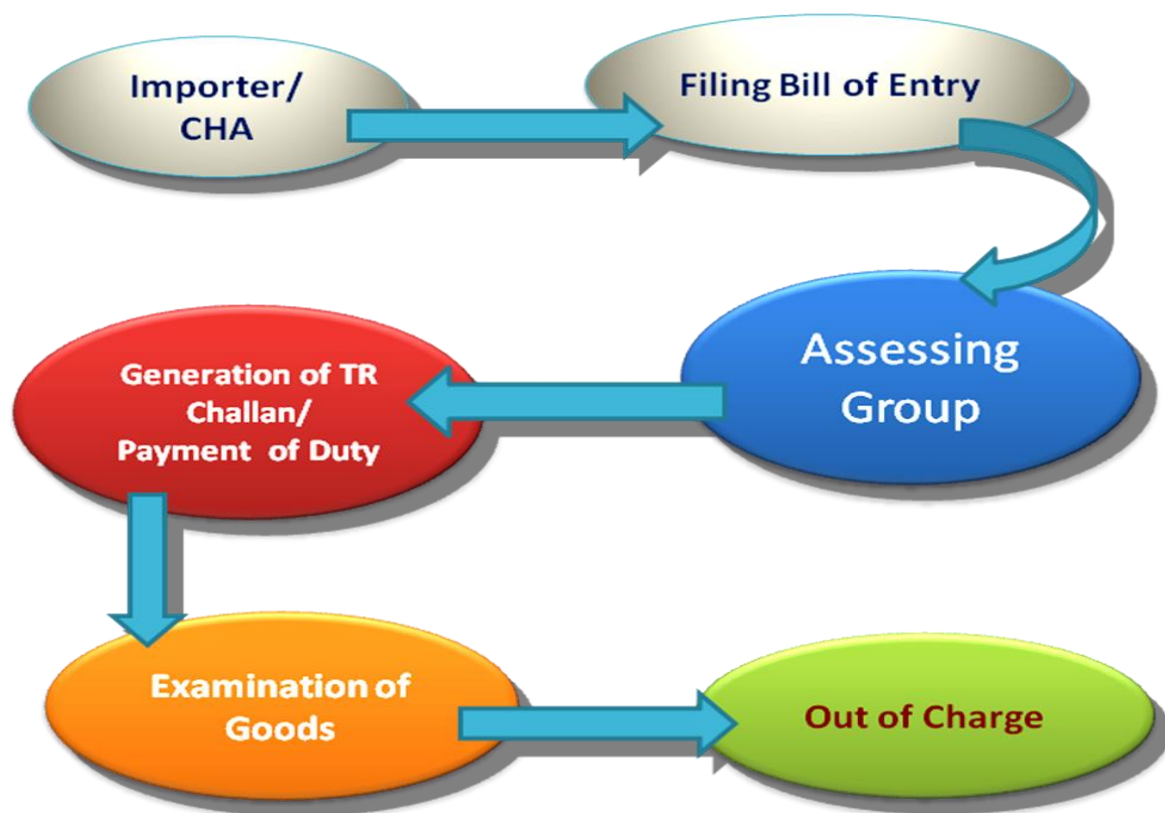 Importer/
CHA
Filing Bill of Entry
Assessing
Group
Generation of TR
Challan/
Payment of Duty
Examination of
Goods
Out of Charge